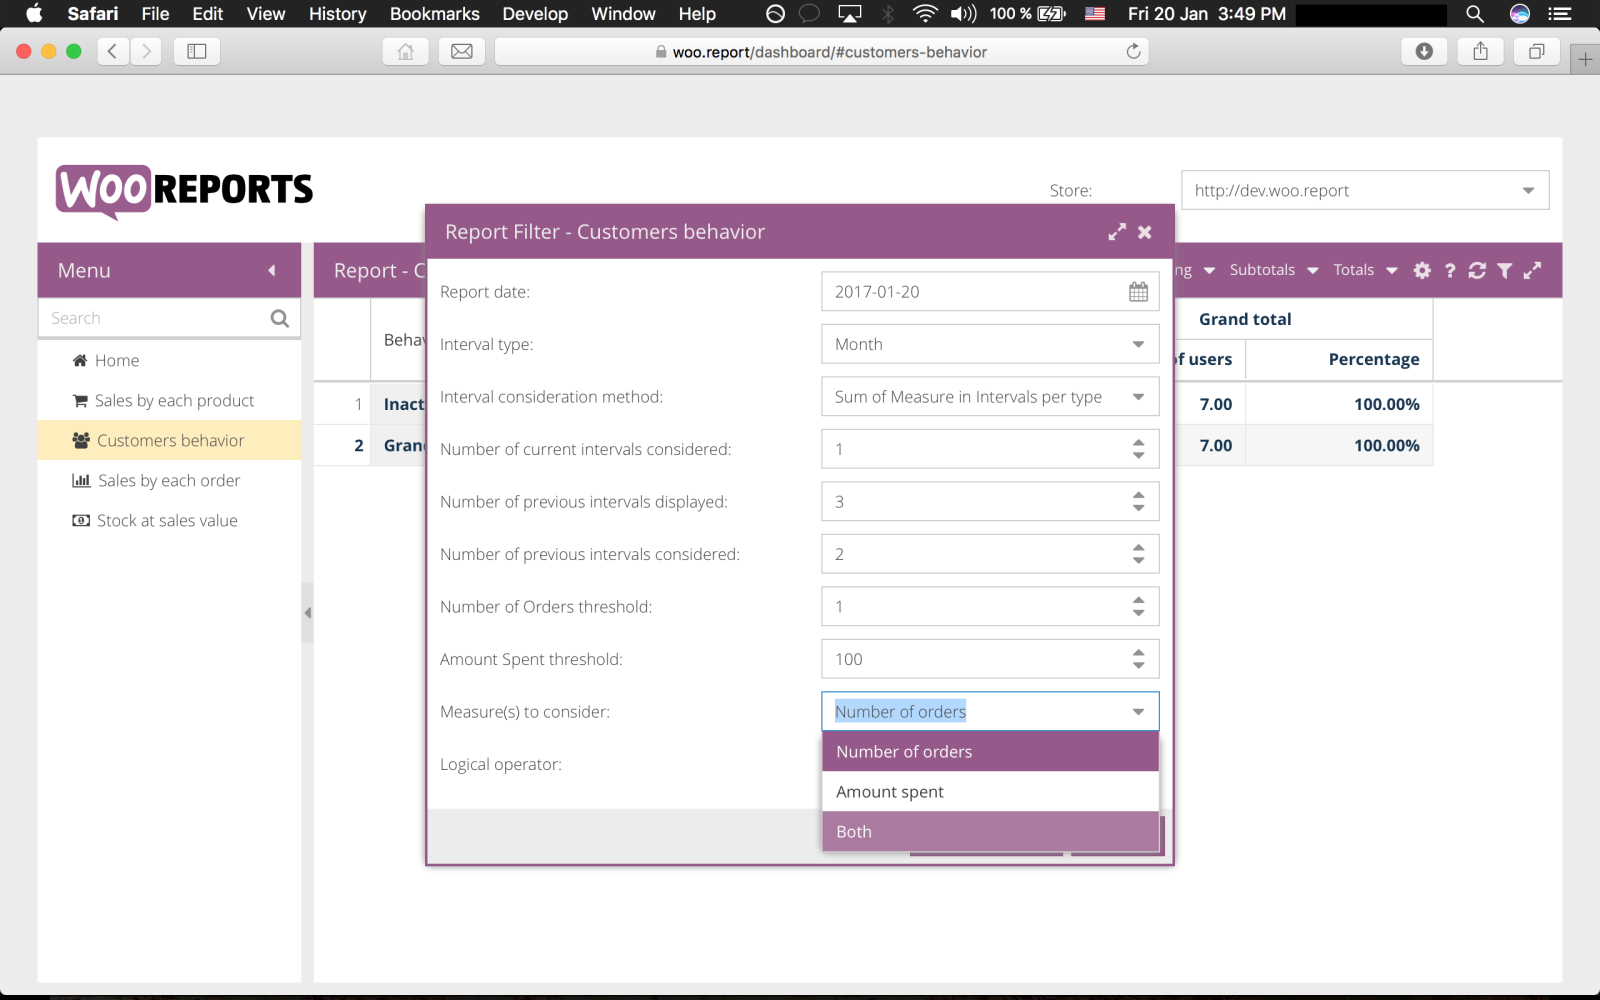 Safari File Edit View History Bookmarks Develop Window Help 100 % Fri 20 Jan 3:49 PM
woo.report/dashboard/#customers-behavior
WOO REPORTS
Store:
http://dev.woo.report
Menu
Search
Home
Sales by each product
Customers behavior
Sales by each order
Stock at sales value
Report - C
ng Subtotals Totals ?
Behav
Grand total
of users Percentage
1 Inact 7.00 100.00%
2 Gran 7.00 100.00%
Report Filter - Customers behavior
Report date: 2017-01-20
Interval type: Month
Interval consideration method: Sum of Measure in Intervals per type
Number of current intervals considered: 1
Number of previous intervals displayed: 3
Number of previous intervals considered: 2
Number of Orders threshold: 1
Amount Spent threshold: 100
Measure(s) to consider: Number of orders
Number of orders
Logical operator:
Amount spent
Both